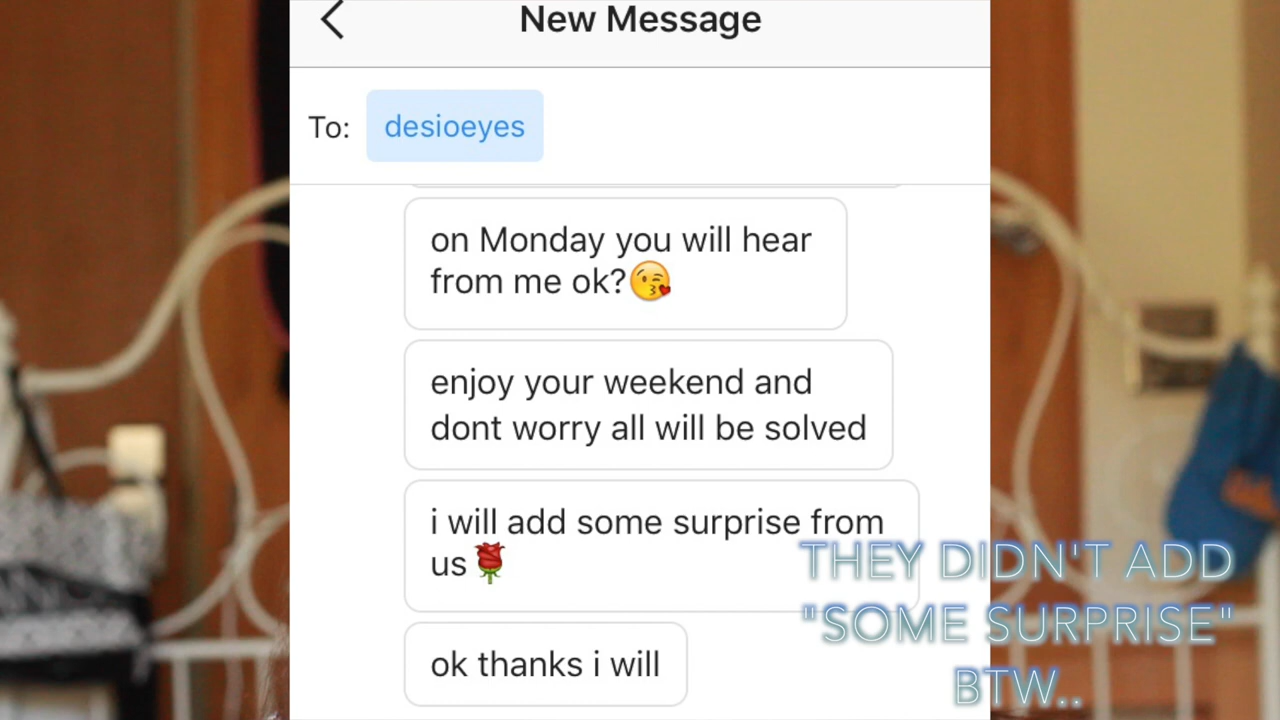 New Message
To: desioeyes
on Monday you will hear
from me ok?😘
enjoy your weekend and
dont worry all will be solved
i will add some surprise from
us🌹
ok thanks i will
THEY DIDN'T ADD
"SOME SURPRISE"
BTW..